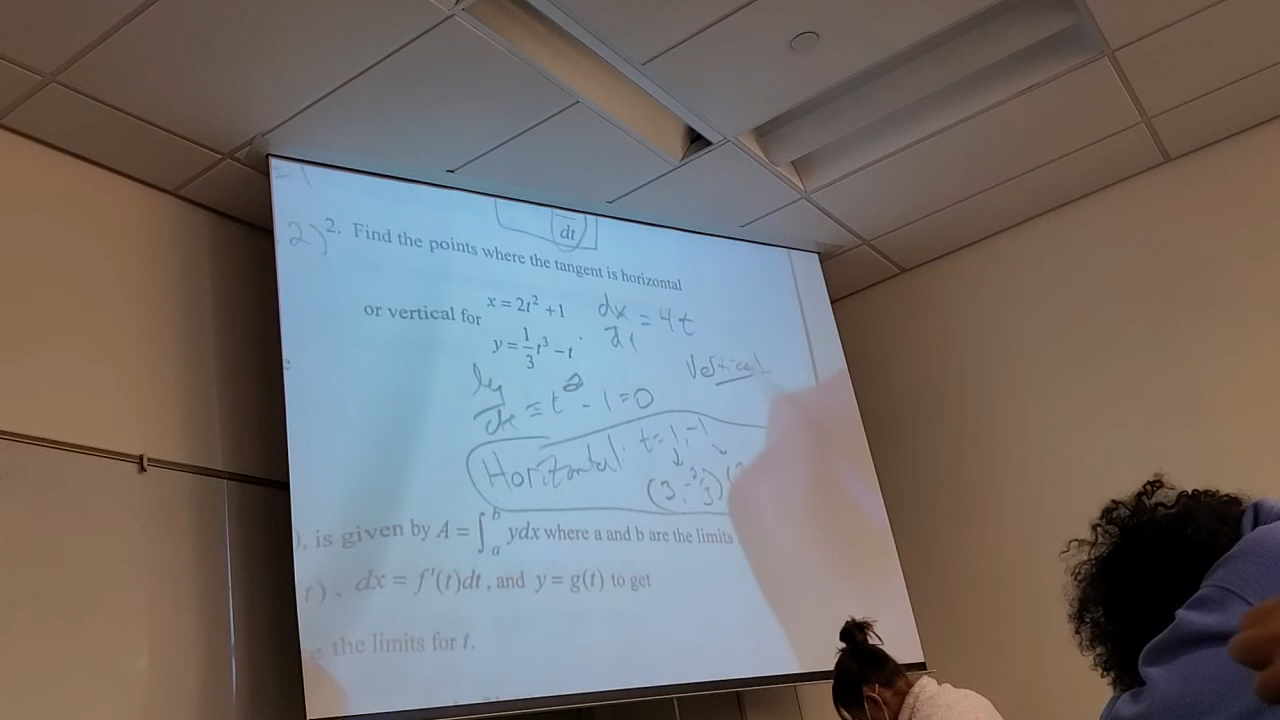 -1
dt
2) 2. Find the points where the tangent is horizontal
or vertical for x = 2t² + 1
dx/dt = 4t
y = 1/3 t³ - t
Vertical
dy/dt = t² - 1 = 0
Horizontal: t = 1, -1
(3, -2/3) (3
), is given by A = ∫ₐᵇ ydx where a and b are the limits
t), dx = f'(t)dt, and y = g(t) to get
e the limits for t.